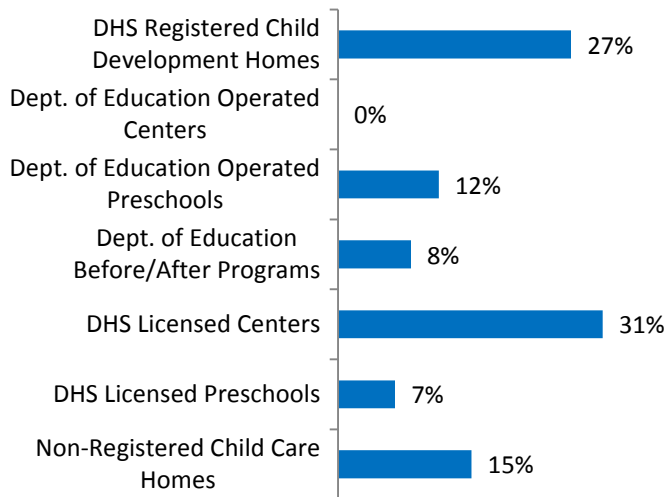 DHS Registered Child
Development Homes
27%
Dept. of Education Operated
Centers
0%
Dept. of Education Operated
Preschools
12%
Dept. of Education
Before/After Programs
8%
DHS Licensed Centers
31%
DHS Licensed Preschools
7%
Non-Registered Child Care
Homes
15%